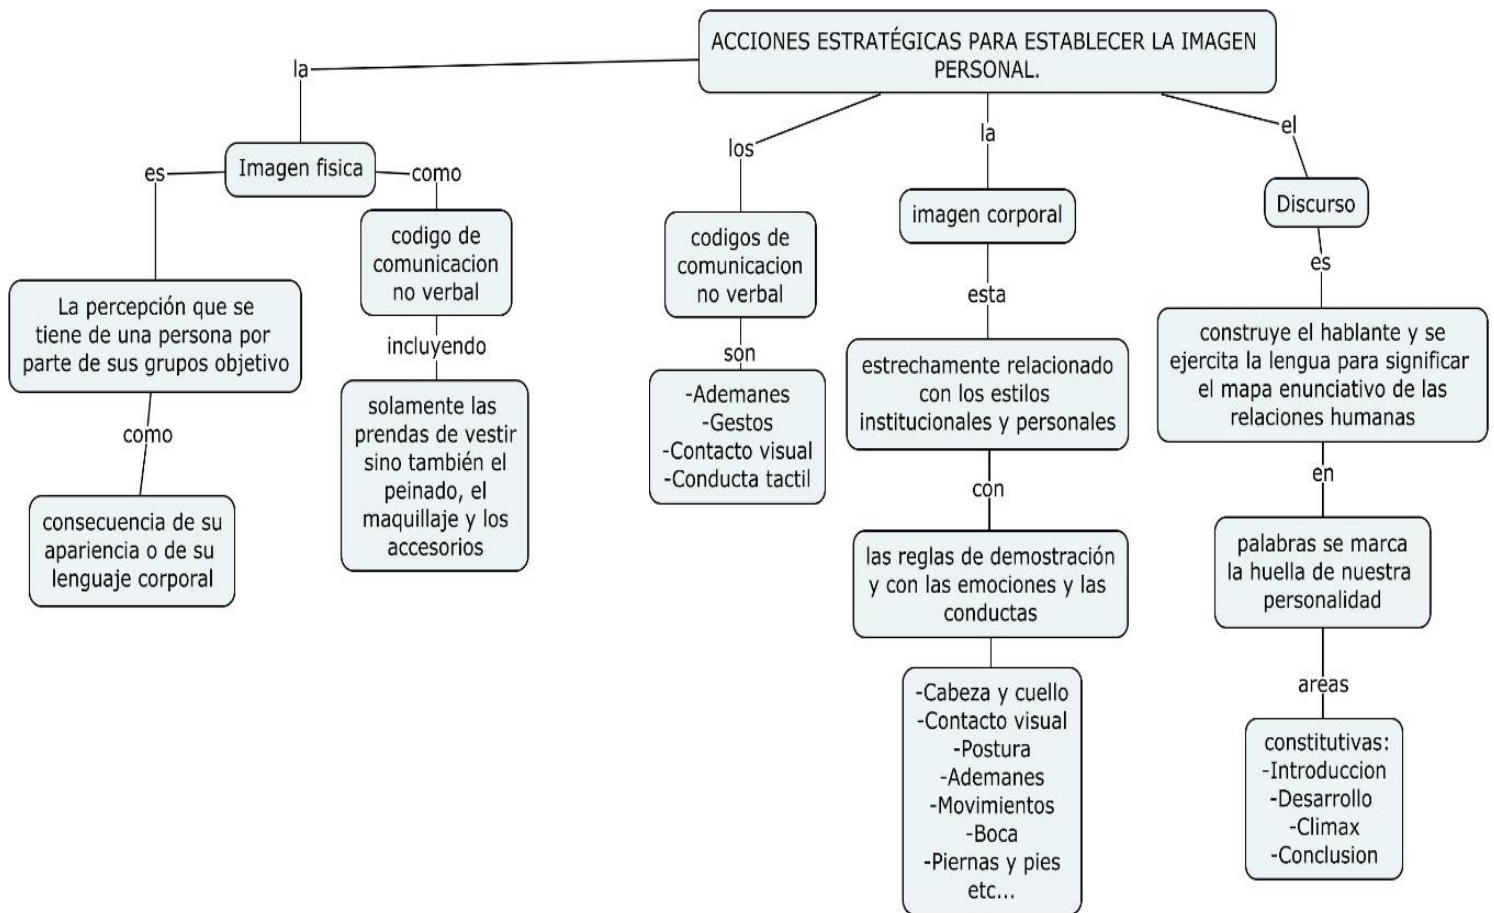 ACCIONES ESTRATÉGICAS PARA ESTABLECER LA IMAGEN
PERSONAL.
la
Imagen fisica
es
La percepción que se
tiene de una persona por
parte de sus grupos objetivo
como
consecuencia de su
apariencia o de su
lenguaje corporal
como
codigo de
comunicacion
no verbal
incluyendo
solamente las
prendas de vestir
sino también el
peinado, el
maquillaje y los
accesorios
los
codigos de
comunicacion
no verbal
son
-Ademanes
-Gestos
-Contacto visual
-Conducta tactil
la
imagen corporal
esta
estrechamente relacionado
con los estilos
institucionales y personales
con
las reglas de demostración
y con las emociones y las
conductas
-Cabeza y cuello
-Contacto visual
-Postura
-Ademanes
-Movimientos
-Boca
-Piernas y pies
etc...
el
Discurso
es
construye el hablante y se
ejercita la lengua para significar
el mapa enunciativo de las
relaciones humanas
en
palabras se marca
la huella de nuestra
personalidad
areas
constitutivas:
-Introduccion
-Desarrollo
-Climax
-Conclusion